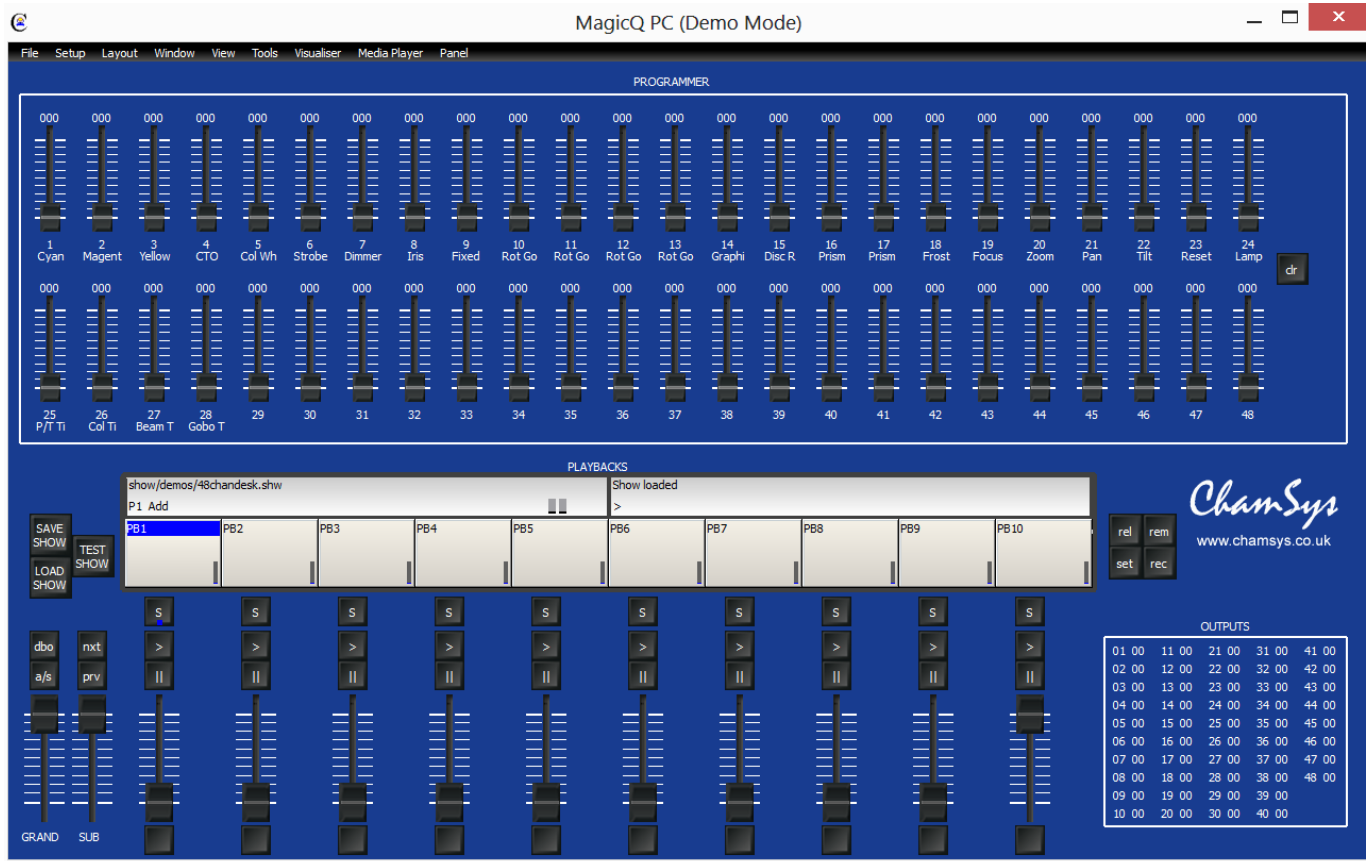 MagicQ PC (Demo Mode)
File Setup Layout Window View Tools Visualiser Media Player Panel
PROGRAMMER
000 000 000 000 000 000 000 000 000 000 000 000 000 000 000 000 000 000 000 000 000 000 000 000
1 2 3 4 5 6 7 8 9 10 11 12 13 14 15 16 17 18 19 20 21 22 23 24
Cyan Magent Yellow CTO Col Wh Strobe Dimmer Iris Fixed Rot Go Rot Go Rot Go Rot Go Graphi Disc R Prism Prism Frost Focus Zoom Pan Tilt Reset Lamp
clr
000 000 000 000 000 000 000 000 000 000 000 000 000 000 000 000 000 000 000 000 000 000 000 000
25 26 27 28 29 30 31 32 33 34 35 36 37 38 39 40 41 42 43 44 45 46 47 48
P/T Ti Col Ti Beam T Gobo T
PLAYBACKS
show/demos/48chandesk.shw Show loaded
P1 Add >
PB1 PB2 PB3 PB4 PB5 PB6 PB7 PB8 PB9 PB10
SAVE SHOW
TEST SHOW
LOAD SHOW
rel rem
set rec
ChamSys
www.chamsys.co.uk
S S S S S S S S S S
dbo nxt > > > > > > > > > >
a/s prv II II II II II II II II II II
GRAND SUB
OUTPUTS
01 00 11 00 21 00 31 00 41 00
02 00 12 00 22 00 32 00 42 00
03 00 13 00 23 00 33 00 43 00
04 00 14 00 24 00 34 00 44 00
05 00 15 00 25 00 35 00 45 00
06 00 16 00 26 00 36 00 46 00
07 00 17 00 27 00 37 00 47 00
08 00 18 00 28 00 38 00 48 00
09 00 19 00 29 00 39 00
10 00 20 00 30 00 40 00